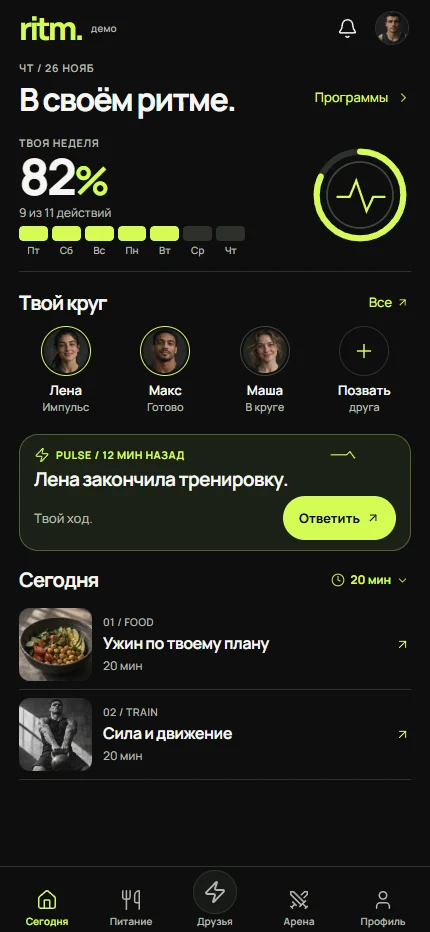 ritm. демо
ЧТ / 26 НОЯБ
В своём ритме.
Программы
ТВОЯ НЕДЕЛЯ
82%
9 из 11 действий
Пт Сб Вс Пн Вт Ср Чт
Твой круг
Все
Лена Макс Маша Позвать
Импульс Готово В круге друга
PULSE / 12 МИН НАЗАД
Лена закончила тренировку.
Твой ход.
Ответить
Сегодня
20 мин
01 / FOOD
Ужин по твоему плану
20 мин
02 / TRAIN
Сила и движение
20 мин
Сегодня Питание Друзья Арена Профиль